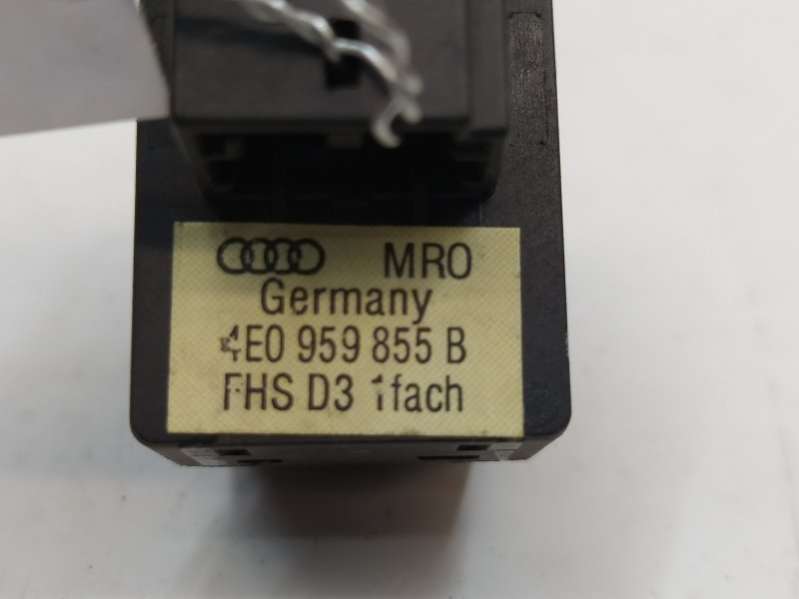 MRO
Germany
4E0 959 855 B
FHS D3 1fach